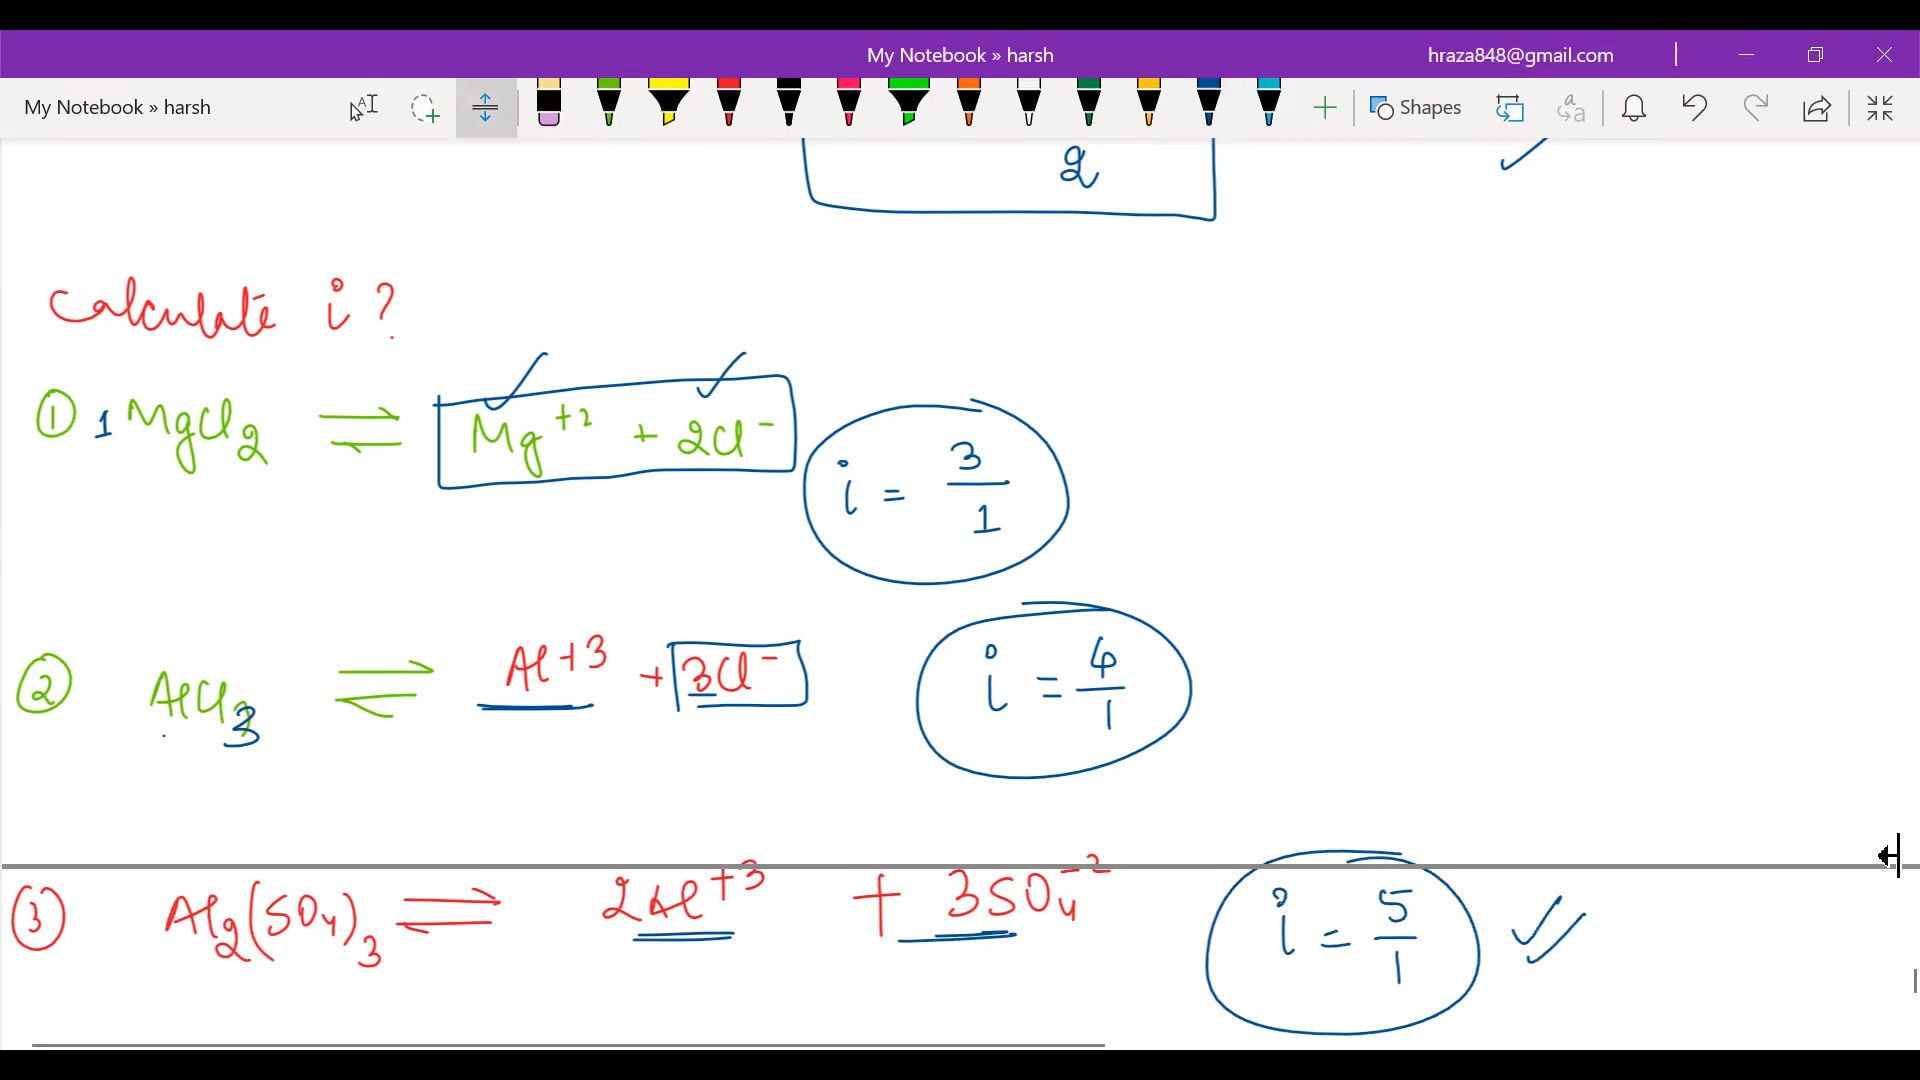 My Notebook » harsh
hraza848@gmail.com
My Notebook » harsh
Shapes
2
Calculate i ?
① 1 MgCl₂ ⇌ Mg⁺² + 2Cl⁻
i = 3/1
② AlCl₃ ⇌ Al+3 + 3Cl⁻
i = 4/1
③ Al₂(SO₄)₃ ⇌ 2Al⁺³ + 3SO₄⁻²
i = 5/1